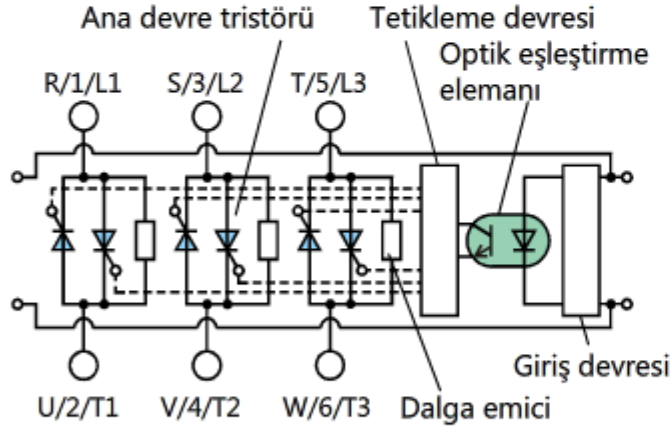 Ana devre tristörü
Tetikleme devresi
Optik eşleştirme
elemanı
R/1/L1
S/3/L2
T/5/L3
Giriş devresi
U/2/T1
V/4/T2
W/6/T3
Dalga emici